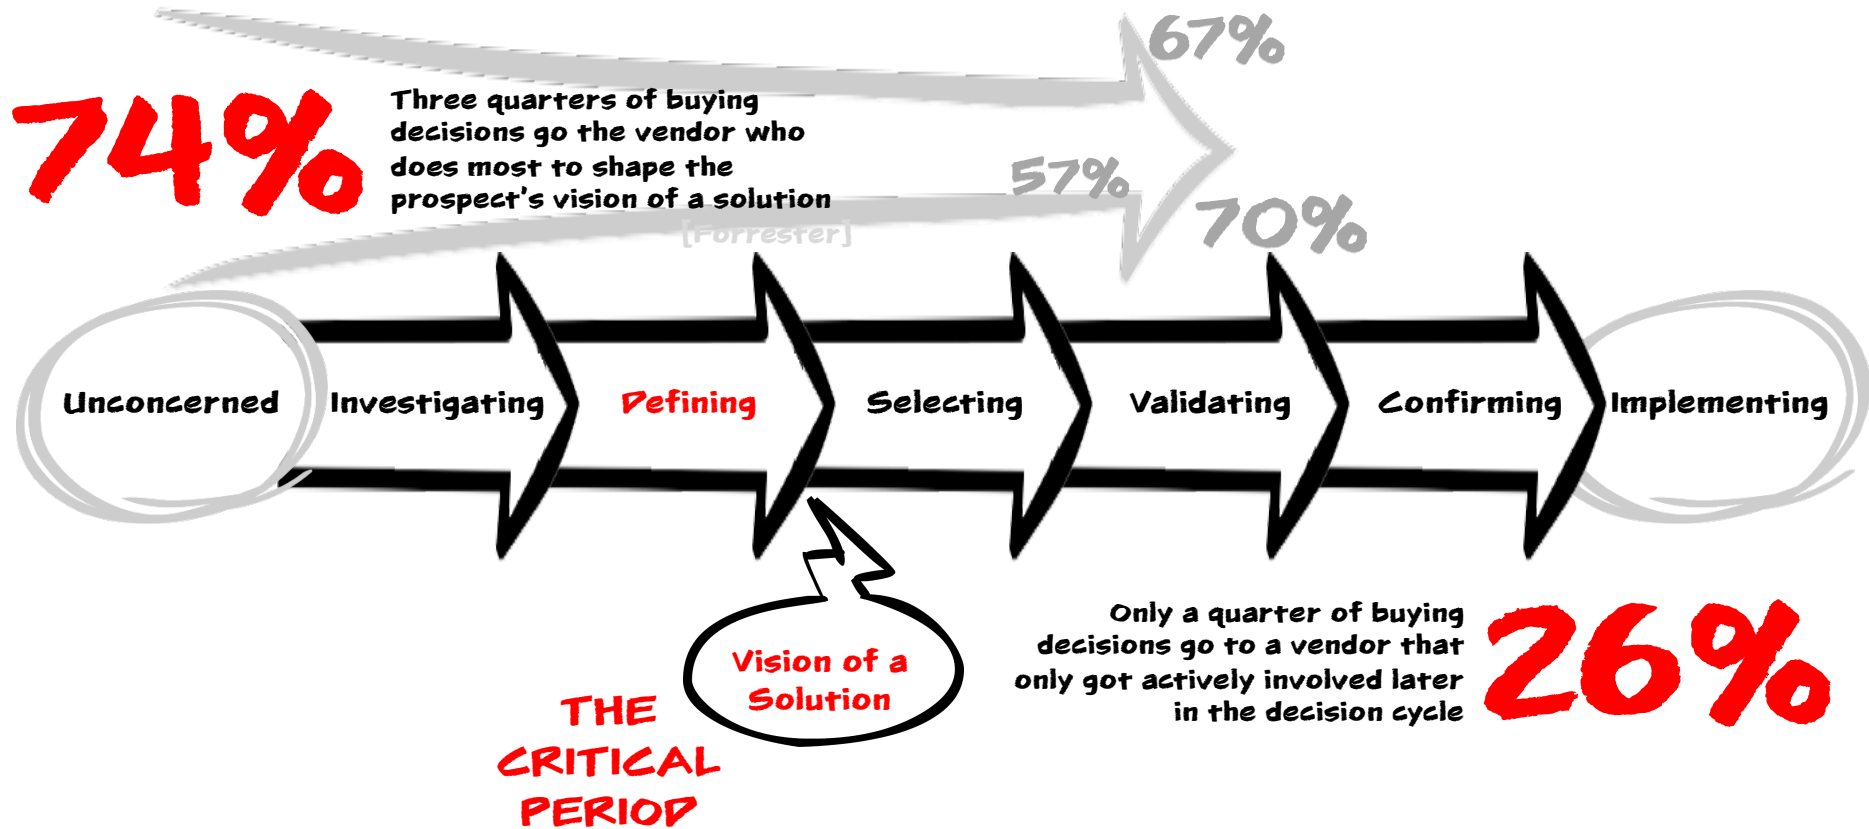 67%
74%
Three quarters of buying
decisions go the vendor who
does most to shape the
prospect's vision of a solution
[Forrester]
57%
70%
Unconcerned
Investigating
Defining
Selecting
Validating
Confirming
Implementing
Vision of a
Solution
THE
CRITICAL
PERIOD
Only a quarter of buying
decisions go to a vendor that
only got actively involved later
in the decision cycle
26%